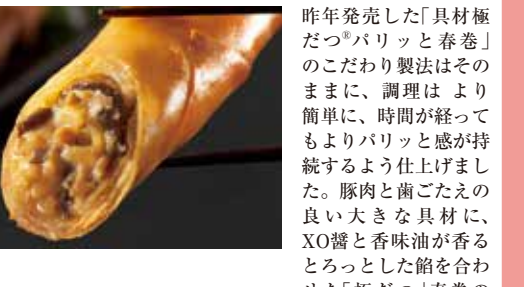 昨年発売した「具材極
だつ®パリッと春巻」
のこだわり製法はその
ままに、調理は より
簡単に、時間が経って
もよりパリッと感が持
続するよう仕上げまし
た。豚肉と歯ごたえの
良い大きな具材に、
XO醤と香味油が香る
とろっとした餡を合わ